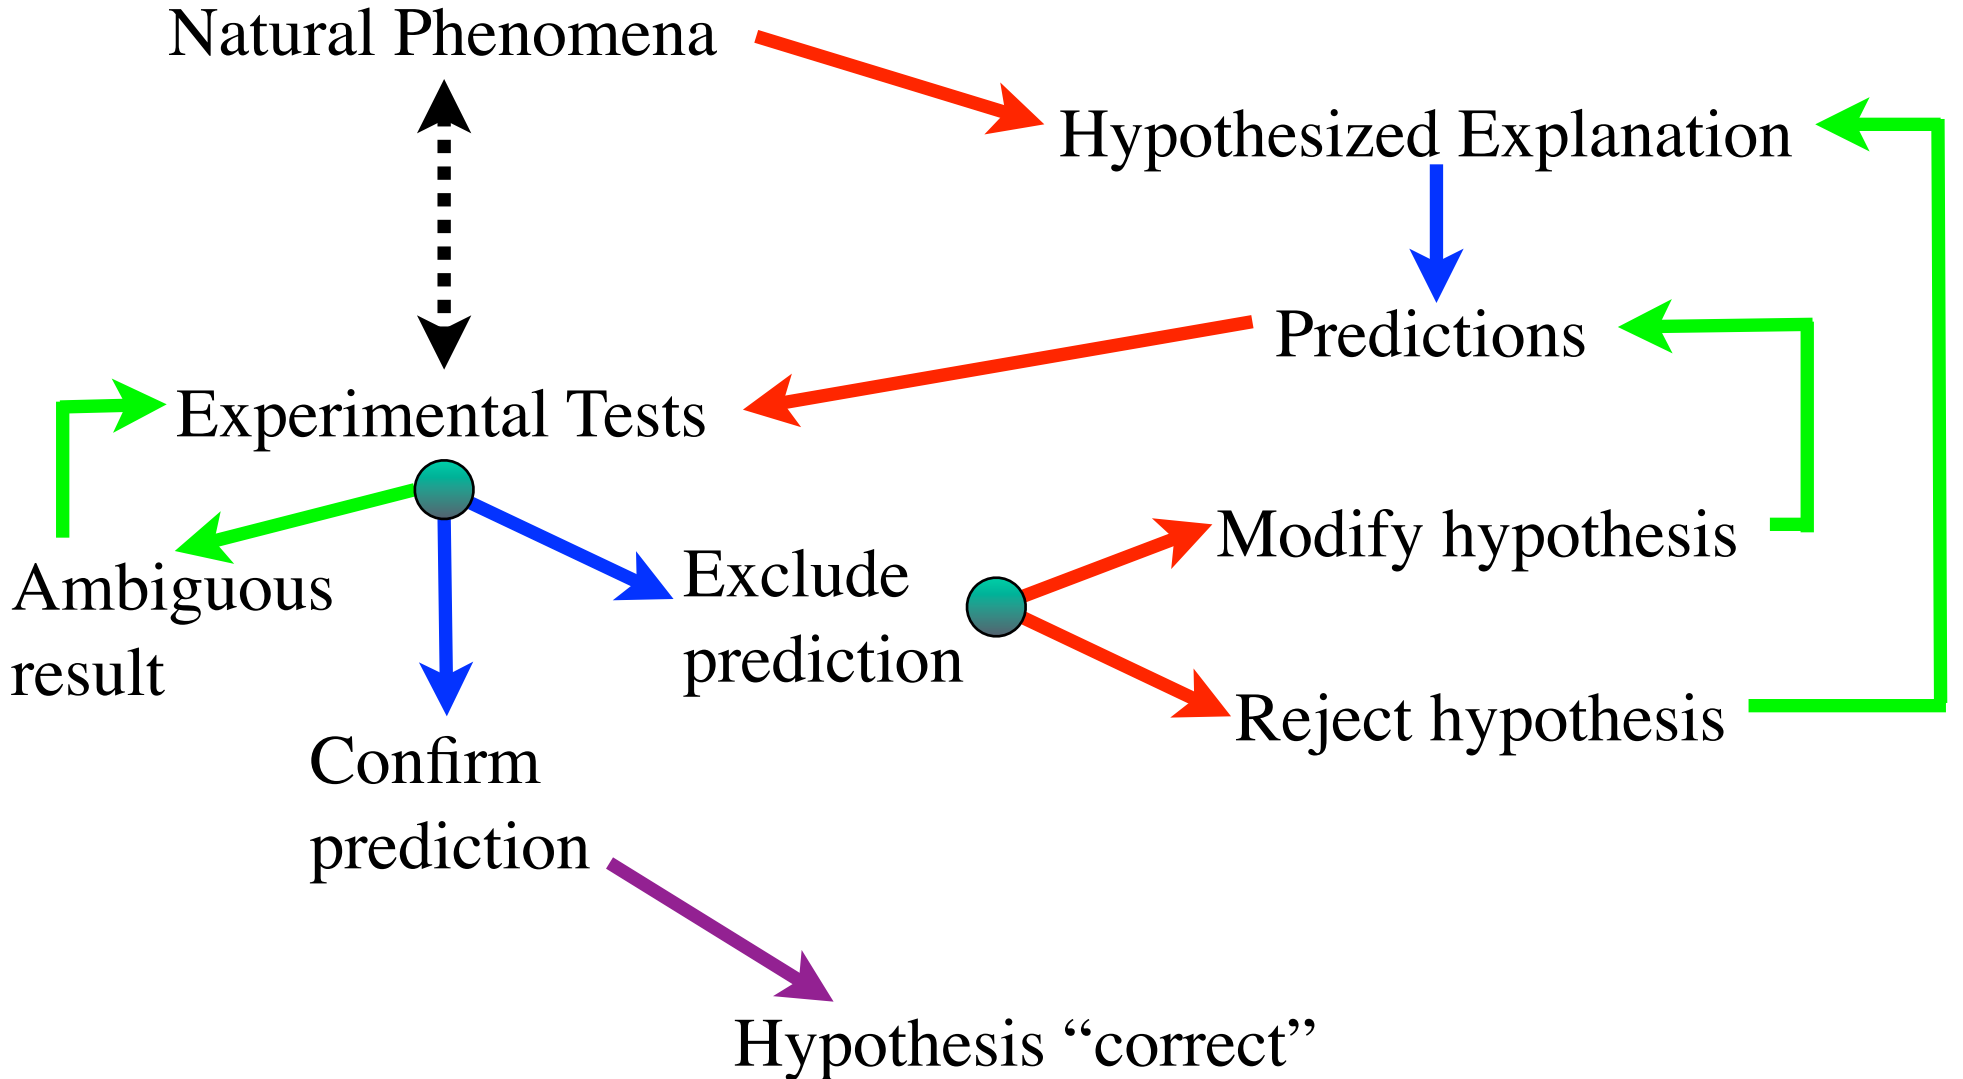 Natural Phenomena
Hypothesized Explanation
Predictions
Experimental Tests
Ambiguous
result
Exclude
prediction
Modify hypothesis
Reject hypothesis
Confirm
prediction
Hypothesis “correct”